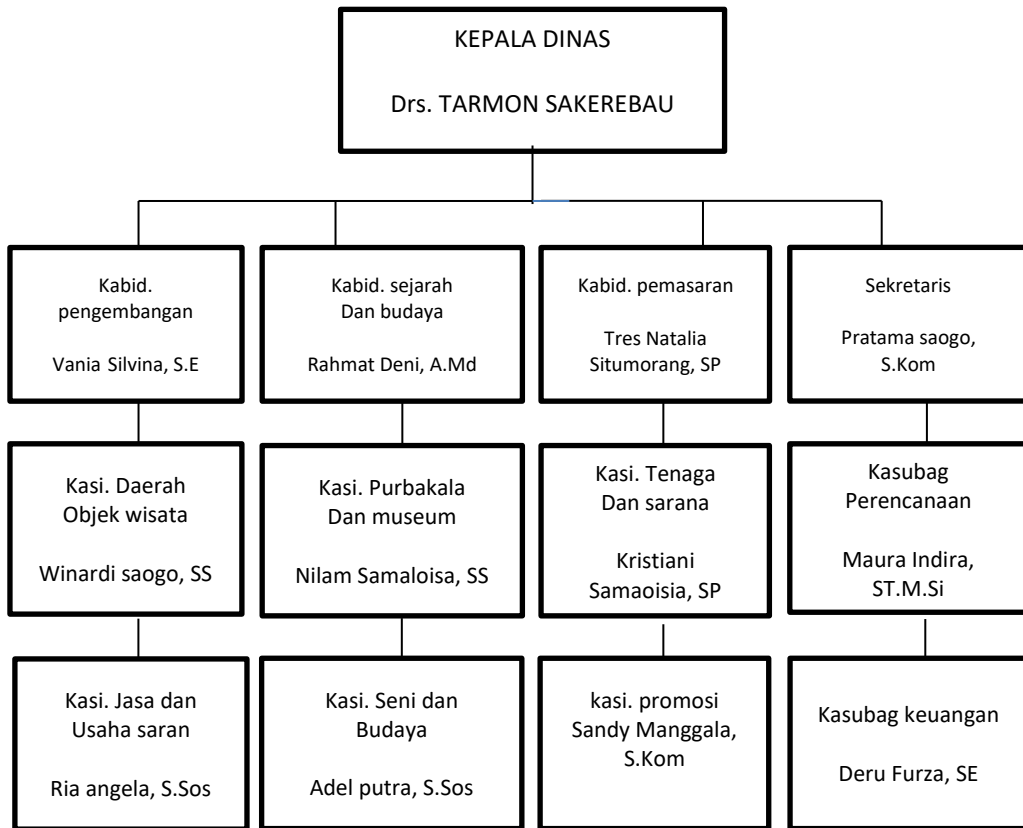 KEPALA DINAS
Drs. TARMON SAKEREBAU
Kabid.
pengembangan
Vania Silvina, S.E
Kabid. sejarah
Dan budaya
Rahmat Deni, A.Md
Kabid. pemasaran
Tres Natalia
Situmorang, SP
Sekretaris
Pratama saogo,
S.Kom
Kasi. Daerah
Objek wisata
Winardi saogo, SS
Kasi. Purbakala
Dan museum
Nilam Samaloisa, SS
Kasi. Tenaga
Dan sarana
Kristiani
Samaoisia, SP
Kasubag
Perencanaan
Maura Indira,
ST.M.Si
Kasi. Jasa dan
Usaha saran
Ria angela, S.Sos
Kasi. Seni dan
Budaya
Adel putra, S.Sos
kasi. promosi
Sandy Manggala,
S.Kom
Kasubag keuangan
Deru Furza, SE